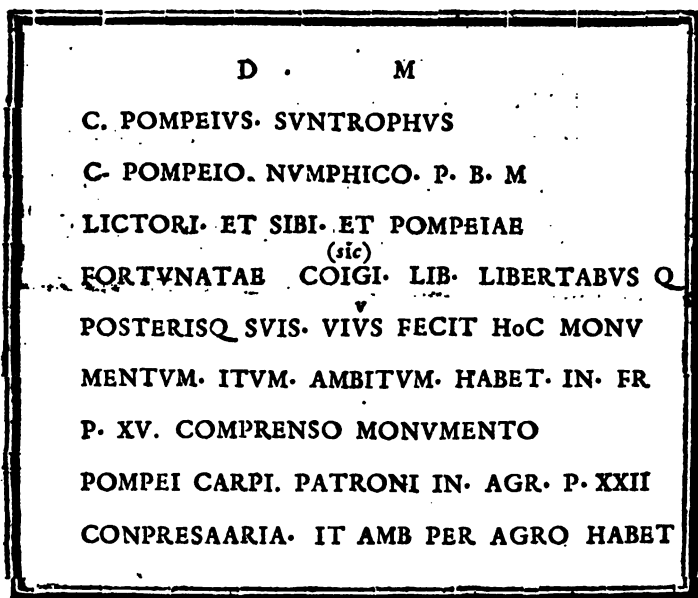 D · M
C. POMPEIVS· SVNTROPHVS
C· POMPEIO. NVMPHICO· P· B· M
LICTORI· ET SIBI· ET POMPEIAE
(sic)
FORTVNATAE COIGI· LIB· LIBERTABVS Q
v
POSTERISQ SVIS· VIVS FECIT HoC MONV
MENTVM· ITVM· AMBITVM· HABET· IN· FR
P· XV. COMPRENSO MONVMENTO
POMPEI CARPI. PATRONI IN· AGR· P· XXII
CONPRESAARIA· IT AMB PER AGRO HABET